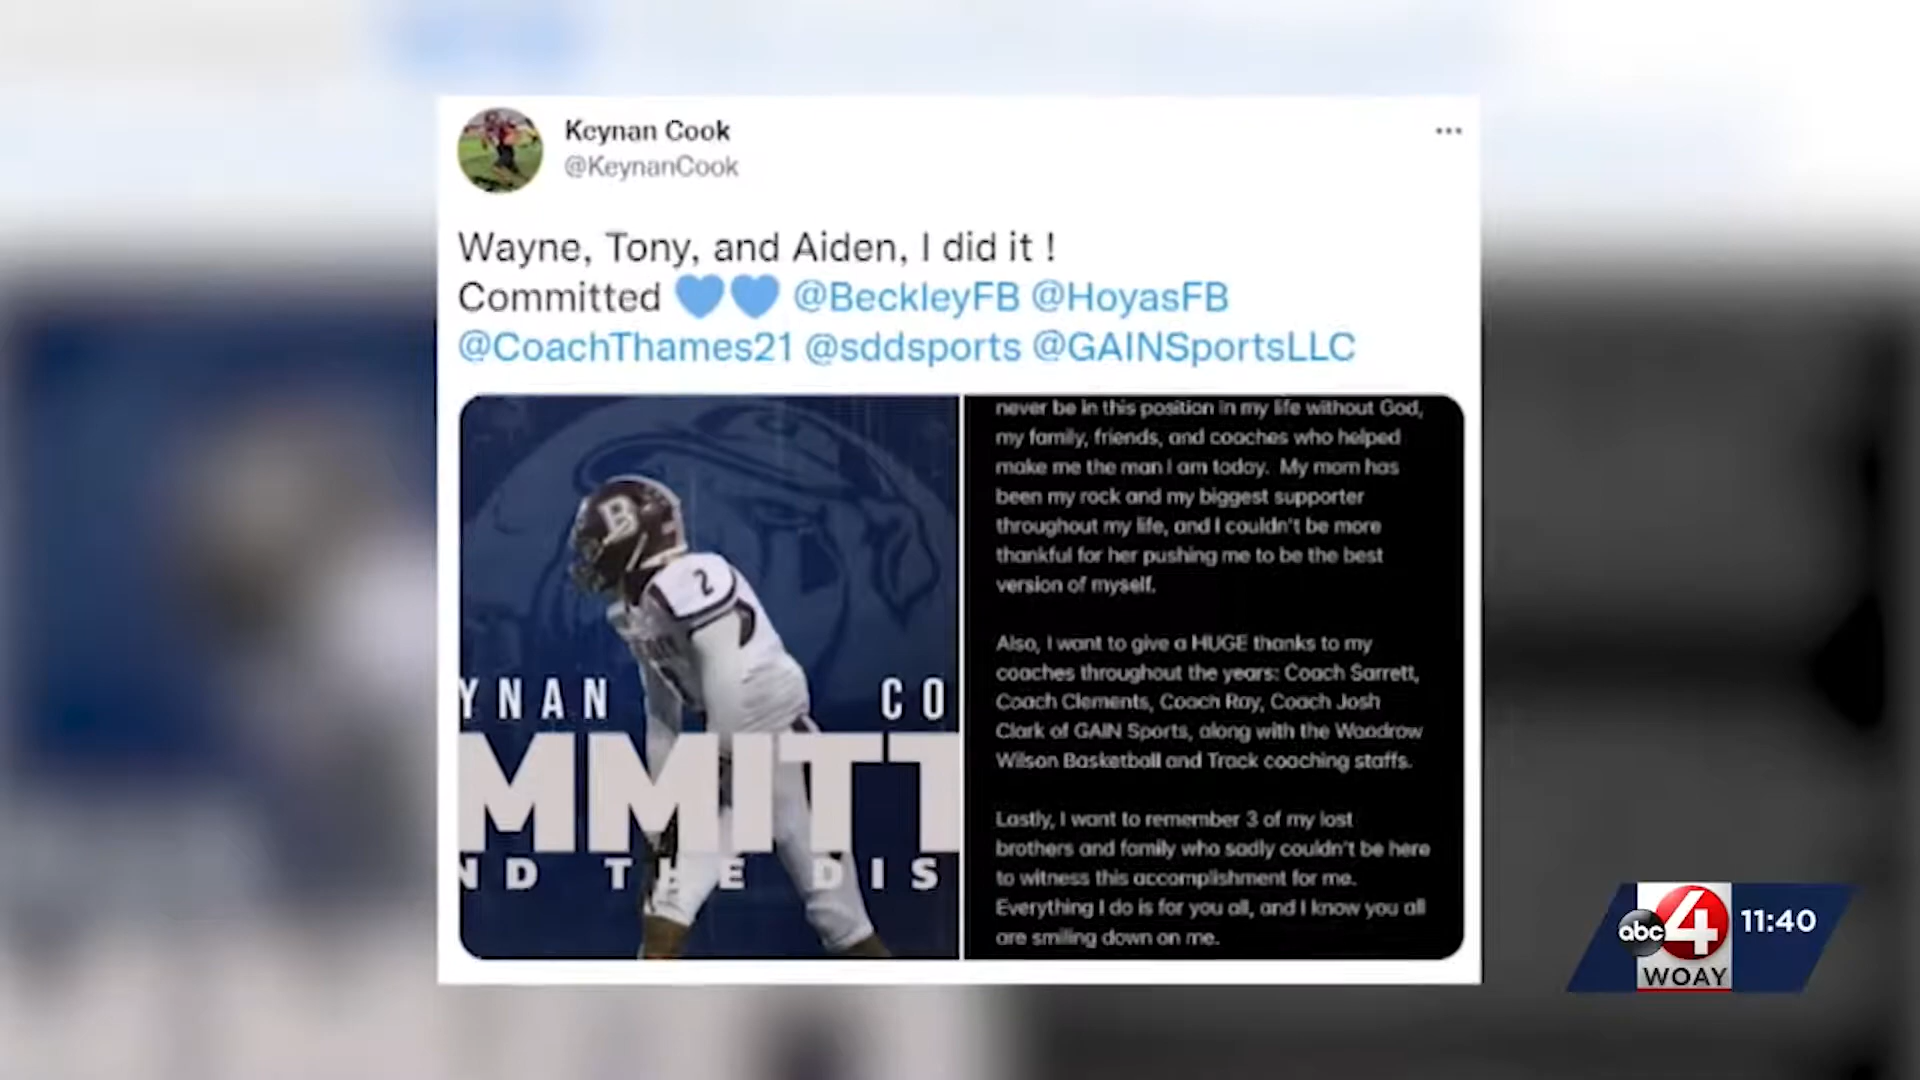 Keynan Cook
@KeynanCook
Wayne, Tony, and Aiden, I did it !
Committed 💙💙 @BeckleyFB @HoyasFB
@CoachThames21 @sddsports @GAINSportsLLC
B
2
YNAN CO
MMITT
ND THE DIS
never be in this position in my life without God,
my family, friends, and coaches who helped
make me the man I am today. My mom has
been my rock and my biggest supporter
throughout my life, and I couldn't be more
thankful for her pushing me to be the best
version of myself.
Also, I want to give a HUGE thanks to my
coaches throughout the years: Coach Sarrett,
Coach Clements, Coach Ray, Coach Josh
Clark of GAIN Sports, along with the Woodrow
Wilson Basketball and Track coaching staffs.
Lastly, I want to remember 3 of my lost
brothers and family who sadly couldn't be here
to witness this accomplishment for me.
Everything I do is for you all, and I know you all
are smiling down on me.
abc 4 11:40
WOAY